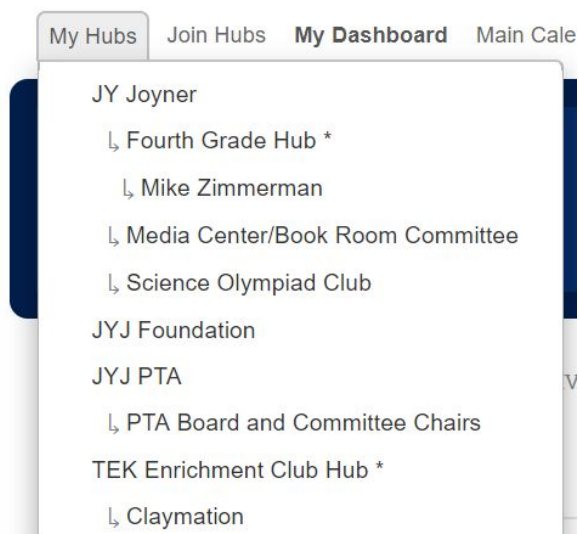 My Hubs Join Hubs My Dashboard Main Cale
JY Joyner
↳ Fourth Grade Hub *
↳ Mike Zimmerman
↳ Media Center/Book Room Committee
↳ Science Olympiad Club
JYJ Foundation
JYJ PTA
↳ PTA Board and Committee Chairs
TEK Enrichment Club Hub *
↳ Claymation